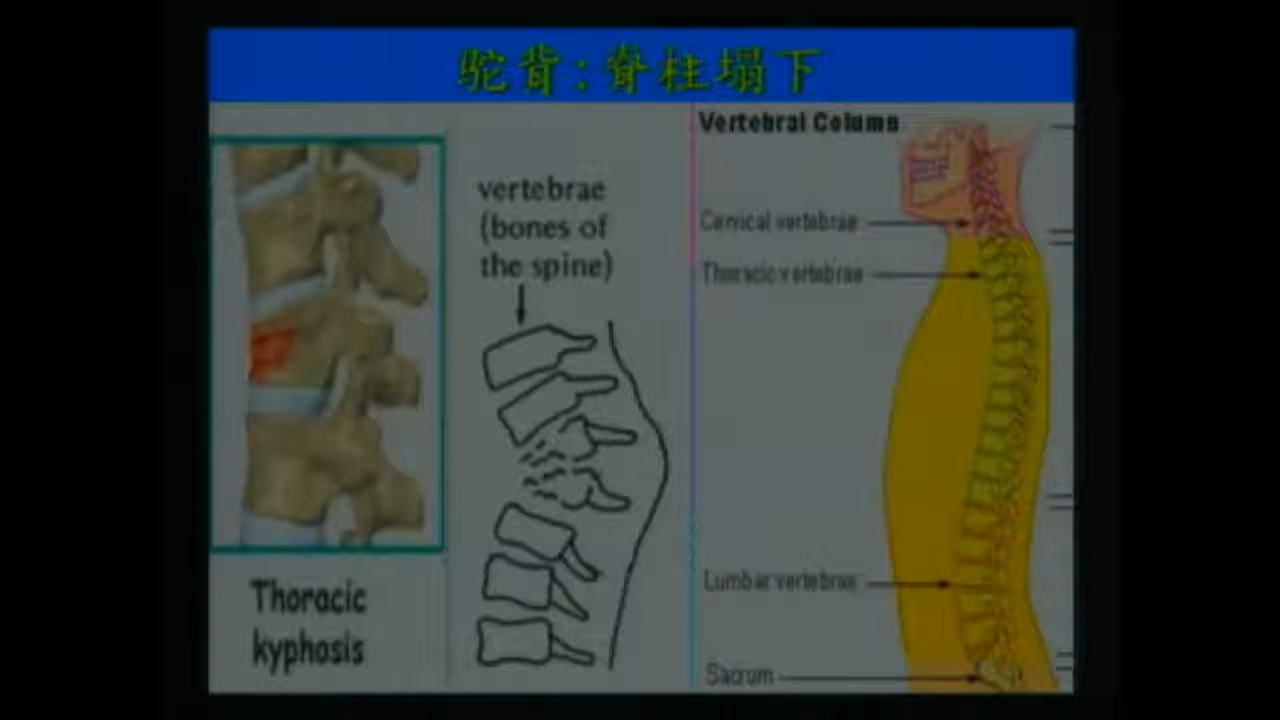 驼背:脊柱塌下
vertebrae
(bones of
the spine)
Thoracic
kyphosis
Vertebral Column
Cervical vertebrae
Thoracic vertebrae
Lumbar vertebrae
Sacrum